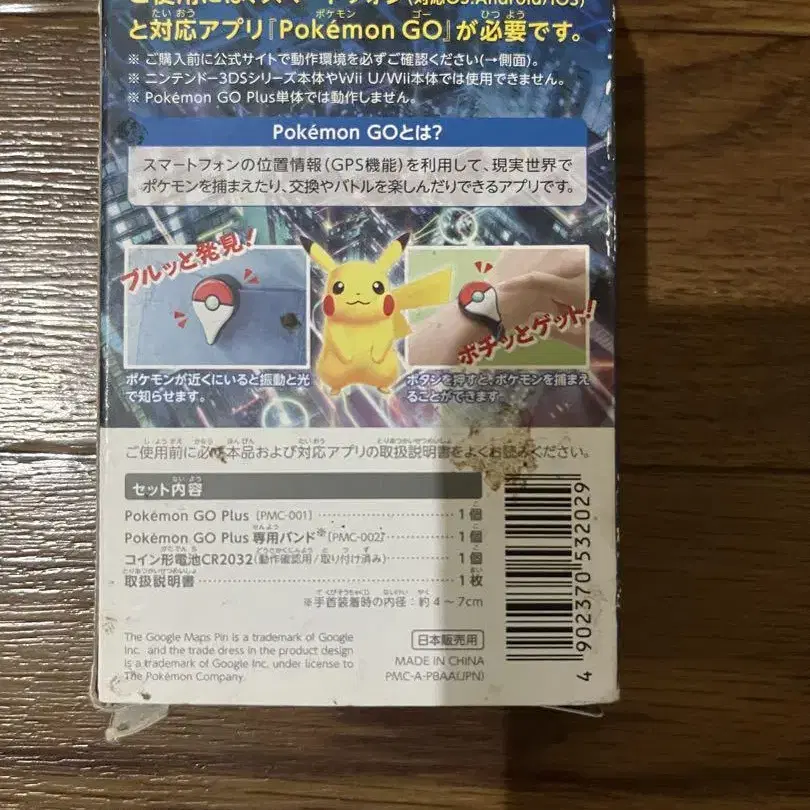 ご使用にはスマートフォン(対応OS:Android/iOS)
と対応アプリ『Pokémon GO』が必要です。
※ ご購入前に公式サイトで動作環境を必ずご確認ください(→側面)。
※ ニンテンドー3DSシリーズ本体やWii U/Wii本体では使用できません。
※ Pokémon GO Plus単体では動作しません。
Pokémon GOとは?
スマートフォンの位置情報(GPS機能)を利用して、現実世界で
ポケモンを捕まえたり、交換やバトルを楽しんだりできるアプリです。
ブルッと発見!
ポチッとゲット!
ポケモンが近くにいると振動と光
で知らせます。
ボタンを押すと、ポケモンを捕まえ
ることができます。
ご使用前に必ず本品および対応アプリの取扱説明書をよくお読みください。
セット内容
Pokémon GO Plus [PMC-001] 1個
Pokémon GO Plus 専用バンド※[PMC-002] 1個
コイン形電池CR2032(動作確認用/取り付け済み) 1個
取扱説明書 1枚
※手首装着時の内径:約4〜7cm
The Google Maps Pin is a trademark of Google
Inc. and the trade dress in the product design
is a trademark of Google Inc. under license to
The Pokémon Company.
日本販売用
MADE IN CHINA
PMC-A-PBAA(JPN)
4 902370 532029